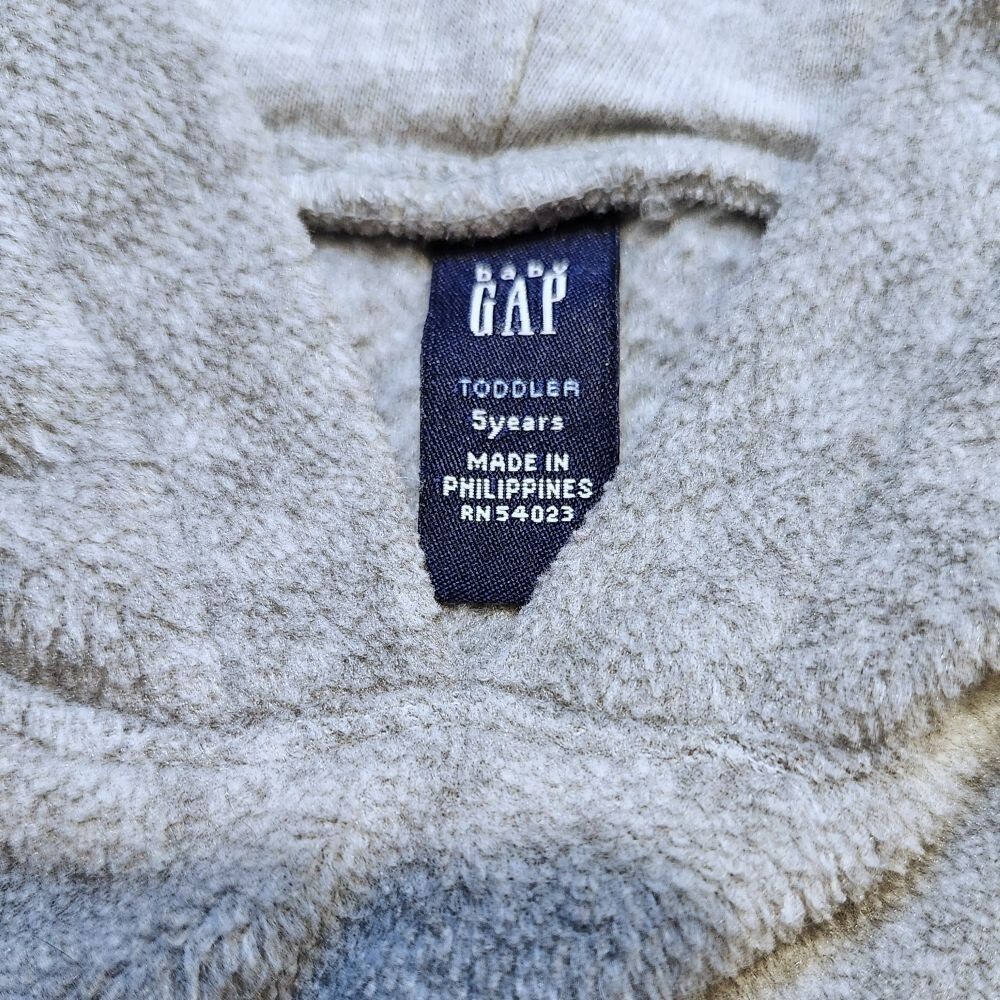 baby
GAP
TODDLER
5years
MADE IN
PHILIPPINES
RN54023